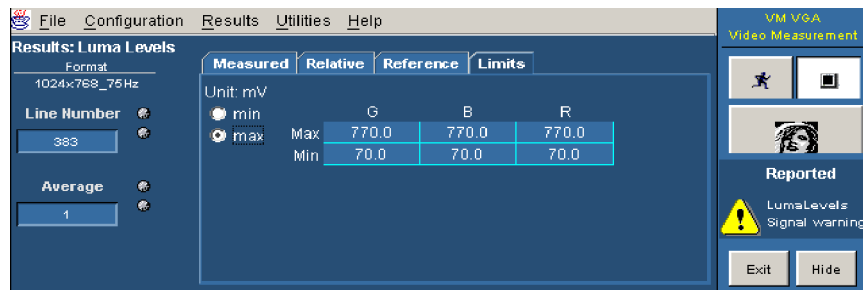 File Configuration Results Utilities Help
VM VGA
Video Measurement
Results: Luma Levels
Format
1024x768_75Hz
Line Number
383
Average
1
Measured Relative Reference Limits
Unit: mV
min
max
G B R
Max 770.0 770.0 770.0
Min 70.0 70.0 70.0
Reported
LumaLevels
Signal warning
Exit Hide